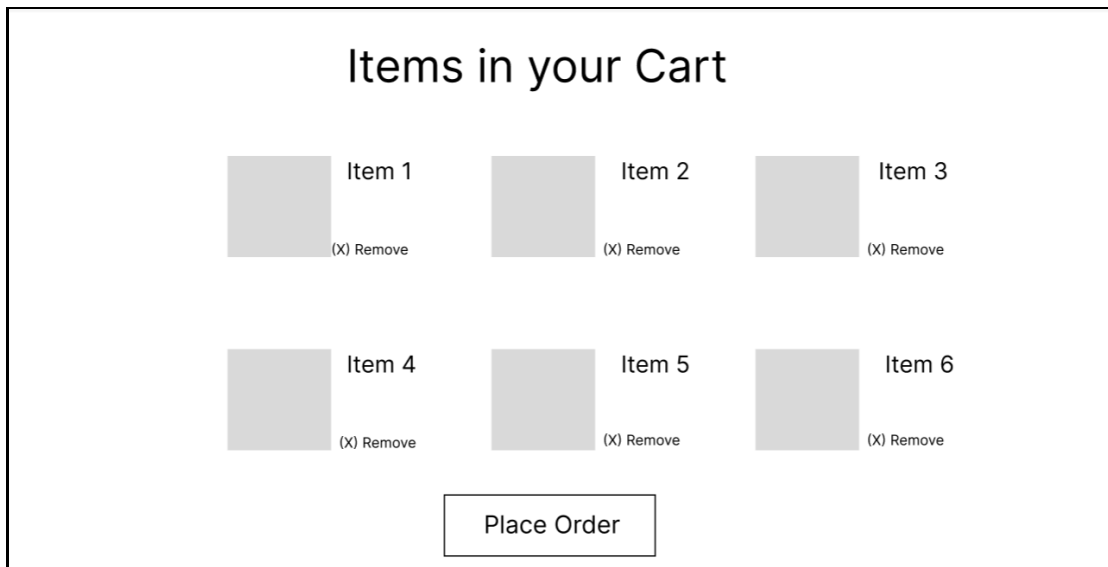 Items in your Cart
Item 1
Item 2
Item 3
(X) Remove
(X) Remove
(X) Remove
Item 4
Item 5
Item 6
(X) Remove
(X) Remove
(X) Remove
Place Order